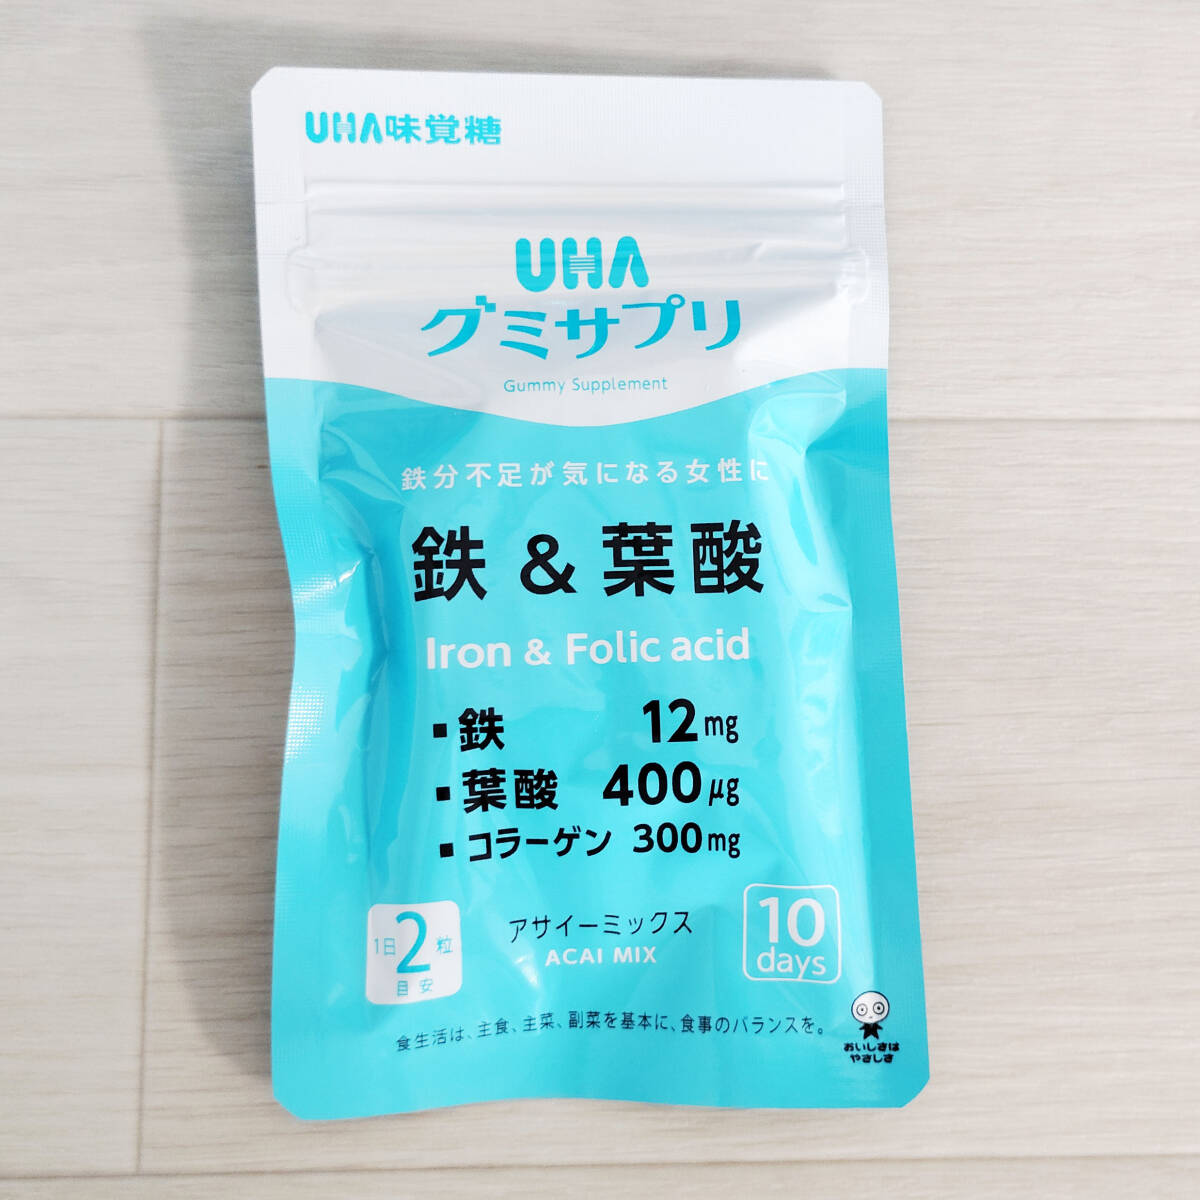 UHA味覚糖
UHA
グミサプリ
Gummy Supplement
鉄分不足が気になる女性に
鉄 & 葉酸
Iron & Folic acid
▪ 鉄 12mg
▪ 葉酸 400μg
▪ コラーゲン 300mg
1日2粒
目安
アサイーミックス
ACAI MIX
10
days
食生活は、主食、主菜、副菜を基本に、食事のバランスを。
おいしさは
やさしさ